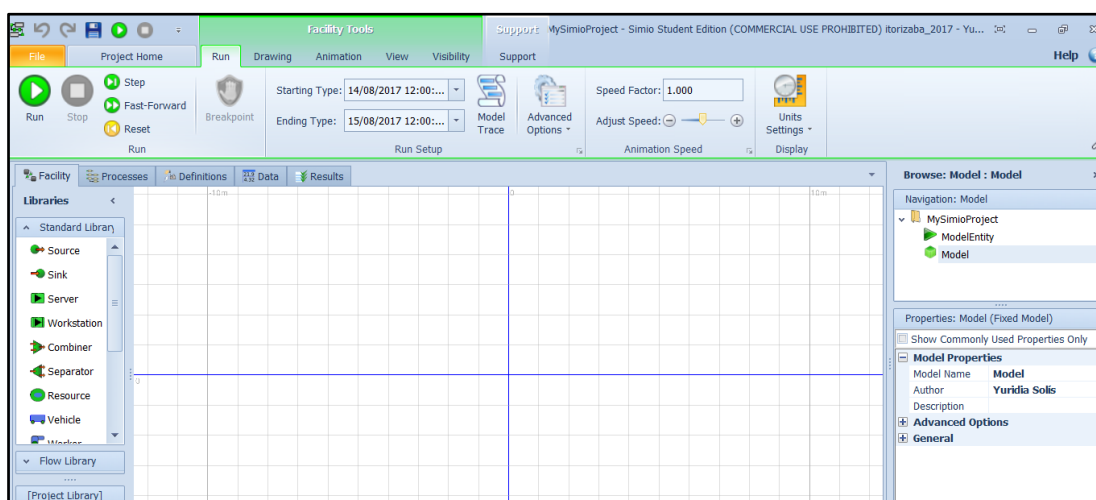 Facility Tools Support MySimioProject - Simio Student Edition (COMMERCIAL USE PROHIBITED) itorizaba_2017 - Yu...
File Project Home Run Drawing Animation View Visibility Support Help
Run
Stop
Step
Fast-Forward
Reset
Run
Breakpoint
Starting Type: 14/08/2017 12:00:...
Ending Type: 15/08/2017 12:00:...
Model
Trace
Advanced
Options
Run Setup
Speed Factor: 1.000
Adjust Speed:
Animation Speed
Units
Settings
Display
Facility Processes Definitions Data Results
Libraries
Standard Library
Source
Sink
Server
Workstation
Combiner
Separator
Resource
Vehicle
Worker
Flow Library
[Project Library]
-10m 0 10m
0
Browse: Model : Model
Navigation: Model
MySimioProject
ModelEntity
Model
Properties: Model (Fixed Model)
Show Commonly Used Properties Only
Model Properties
Model Name Model
Author Yuridia Solis
Description
Advanced Options
General